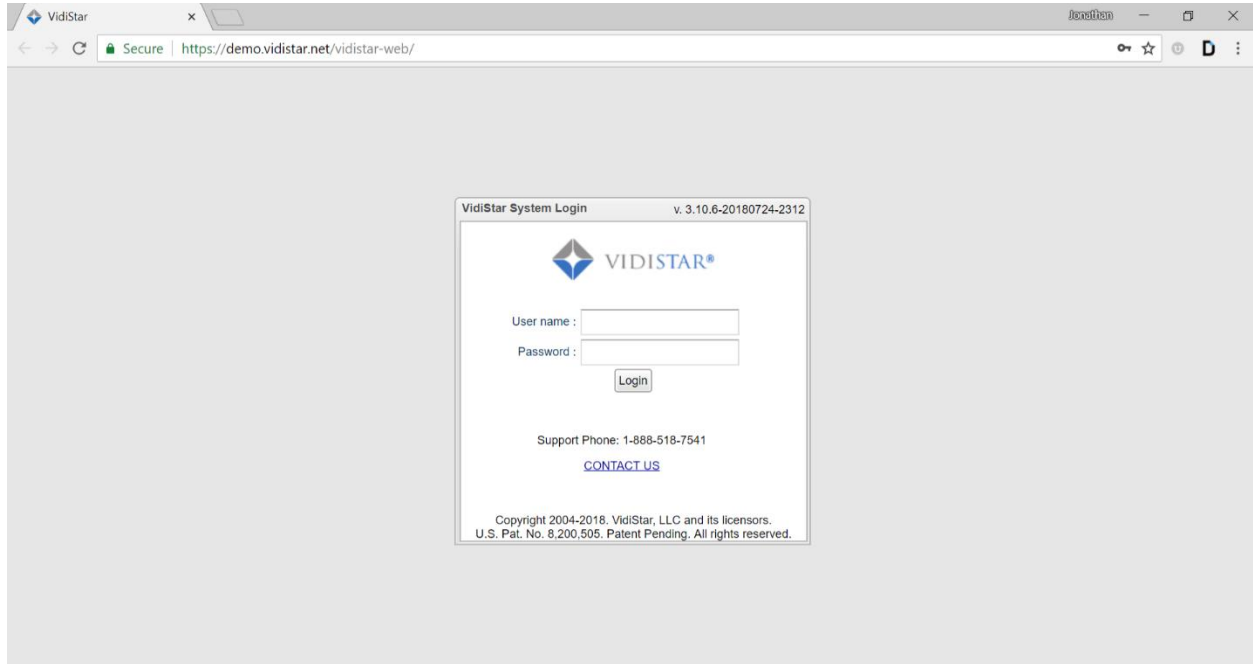 VidiStar
Jonathan
Secure https://demo.vidistar.net/vidistar-web/
D
VidiStar System Login v. 3.10.6-20180724-2312
VIDISTAR®
User name :
Password :
Login
Support Phone: 1-888-518-7541
CONTACT US
Copyright 2004-2018. VidiStar, LLC and its licensors.
U.S. Pat. No. 8,200,505. Patent Pending. All rights reserved.